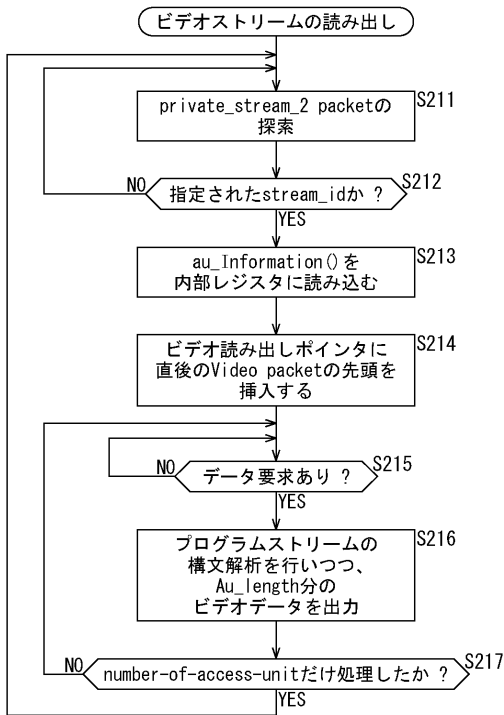 ビデオストリームの読み出し
private_stream_2 packetの
探索
S211
指定されたstream_idか ?
S212
NO
YES
au_Information()を
内部レジスタに読み込む
S213
ビデオ読み出しポインタに
直後のVideo packetの先頭を
挿入する
S214
データ要求あり ?
S215
NO
YES
プログラムストリームの
構文解析を行いつつ、
Au_length分の
ビデオデータを出力
S216
number-of-access-unitだけ処理したか ?
S217
NO
YES